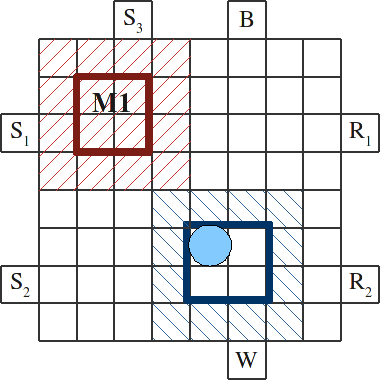 S₃ B
M1
S₁ R₁
S₂ R₂
W